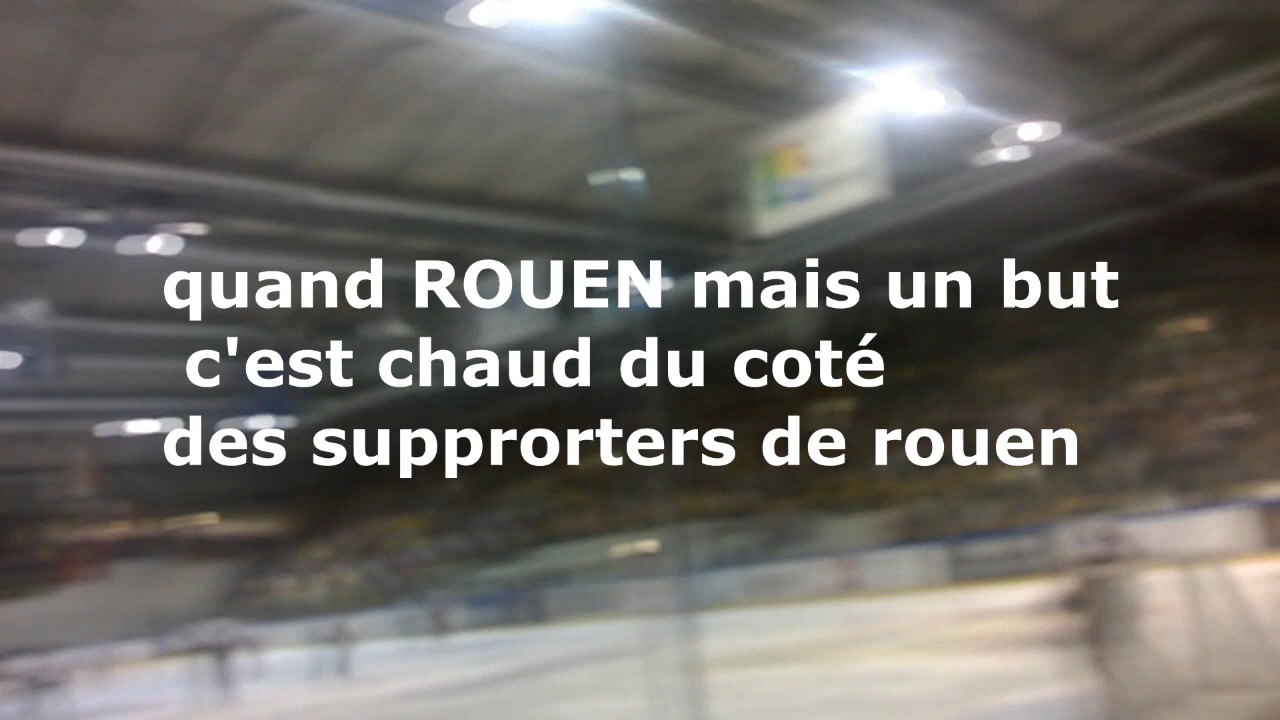 quand ROUEN mais un but
c'est chaud du coté
des supprorters de rouen